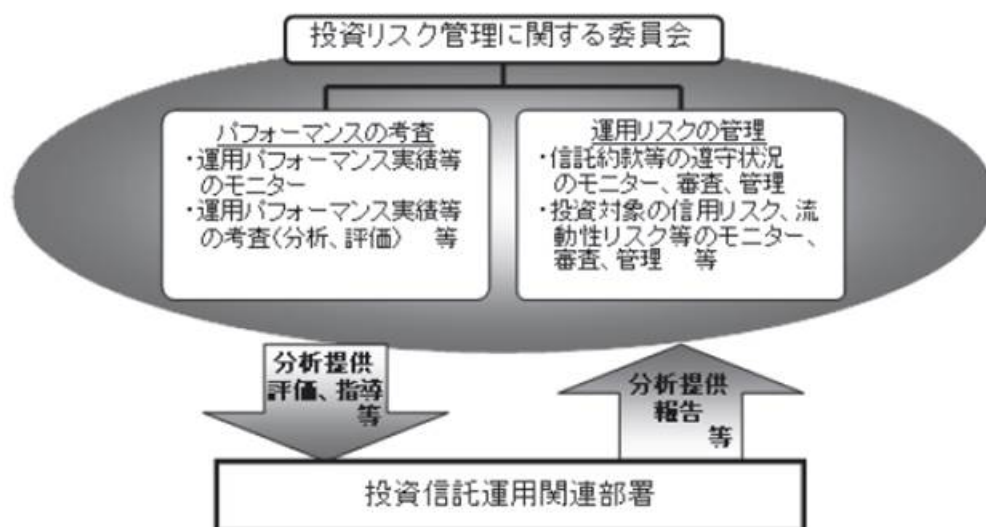 投資リスク管理に関する委員会
パフォーマンスの考査
・運用パフォーマンス実績等
のモニター
・運用パフォーマンス実績等
の考査(分析、評価)　等
運用リスクの管理
・信託約款等の遵守状況
のモニター、審査、管理
・投資対象の信用リスク、流
動性リスク等のモニター、
審査、管理　等
分析提供
評価、指導
等
分析提供
報告
等
投資信託運用関連部署